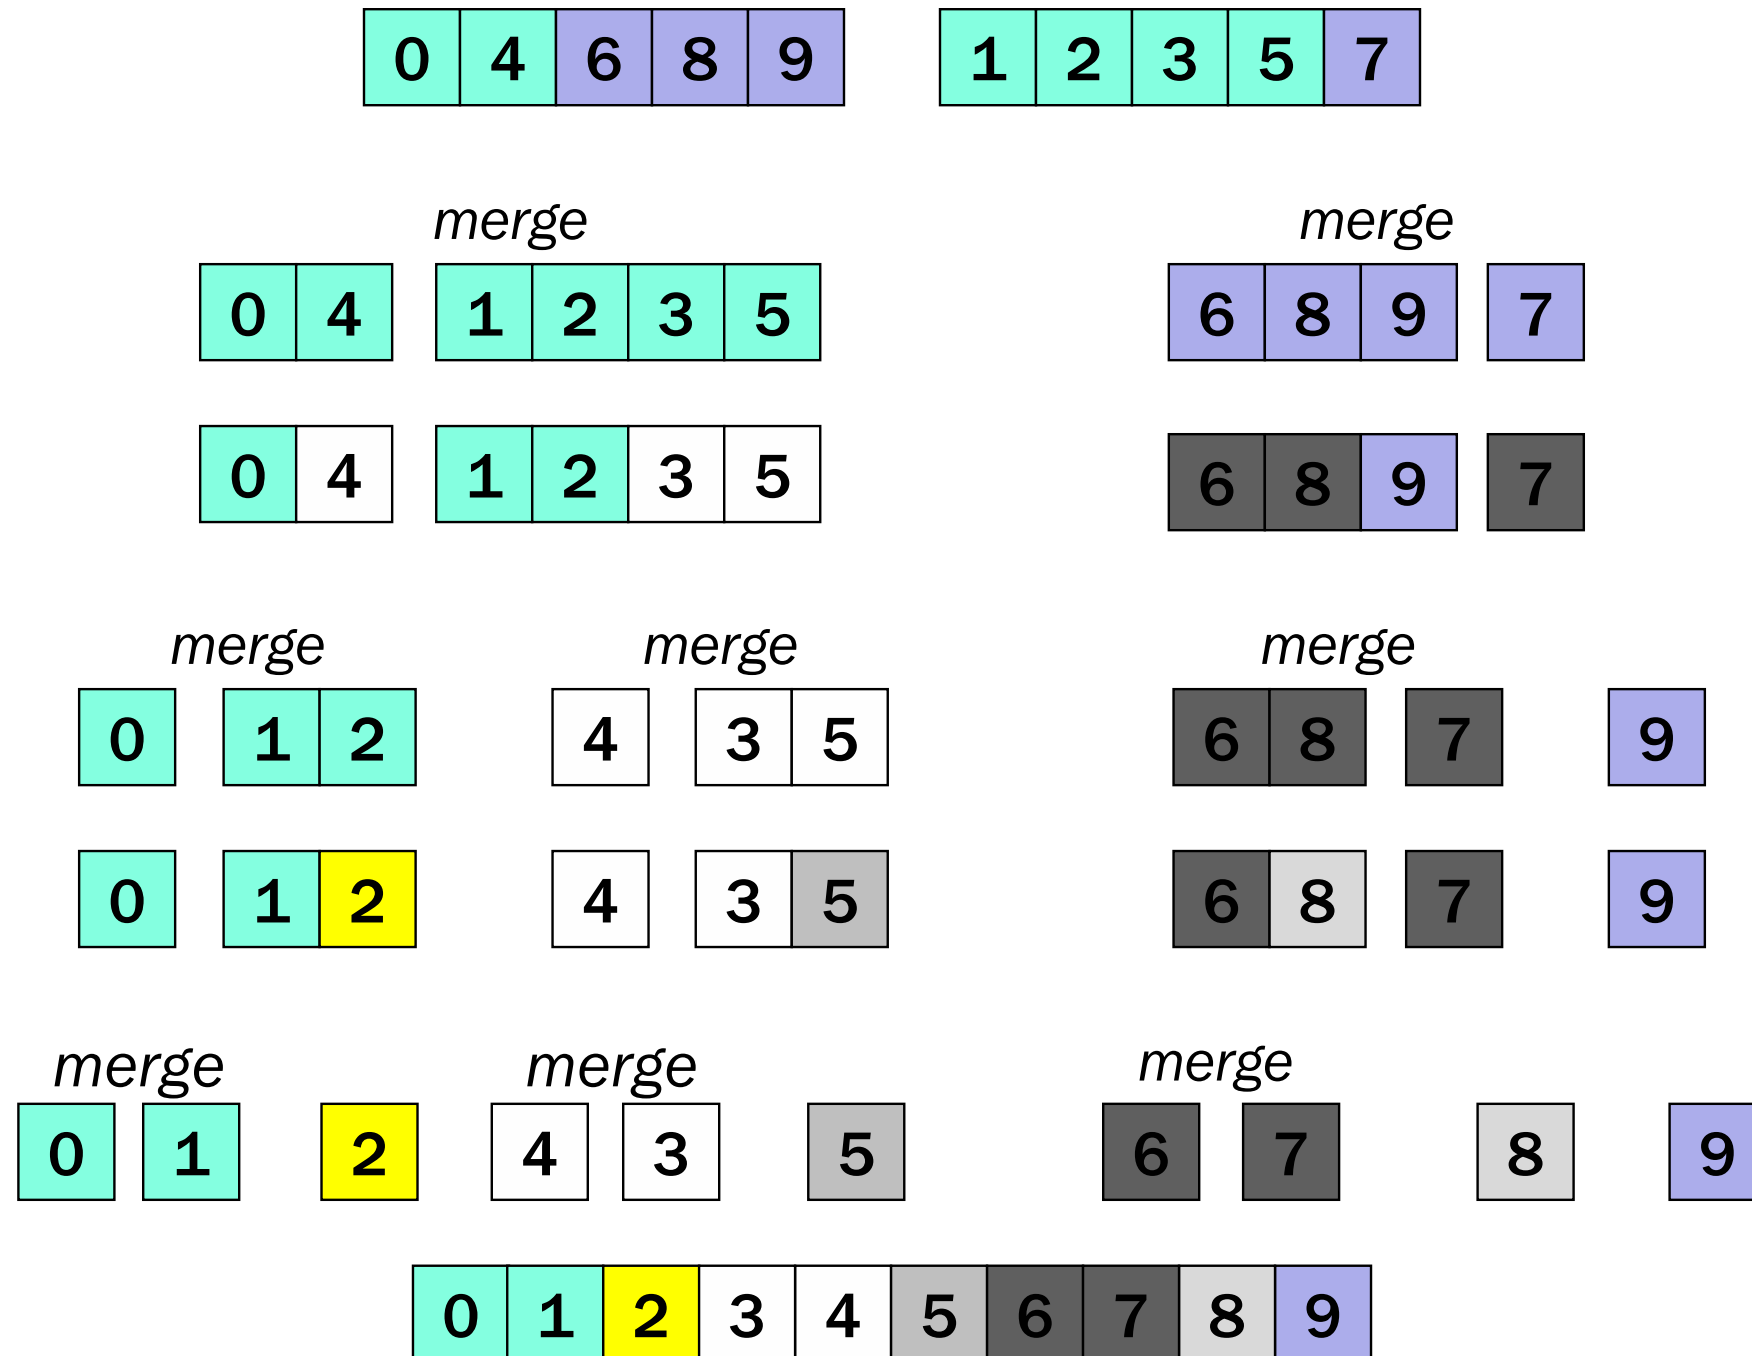 0 4 6 8 9 1 2 3 5 7
merge merge
0 4 1 2 3 5 6 8 9 7
0 4 1 2 3 5 6 8 9 7
merge merge merge
0 1 2 4 3 5 6 8 7 9
0 1 2 4 3 5 6 8 7 9
merge merge merge
0 1 2 4 3 5 6 7 8 9
0 1 2 3 4 5 6 7 8 9